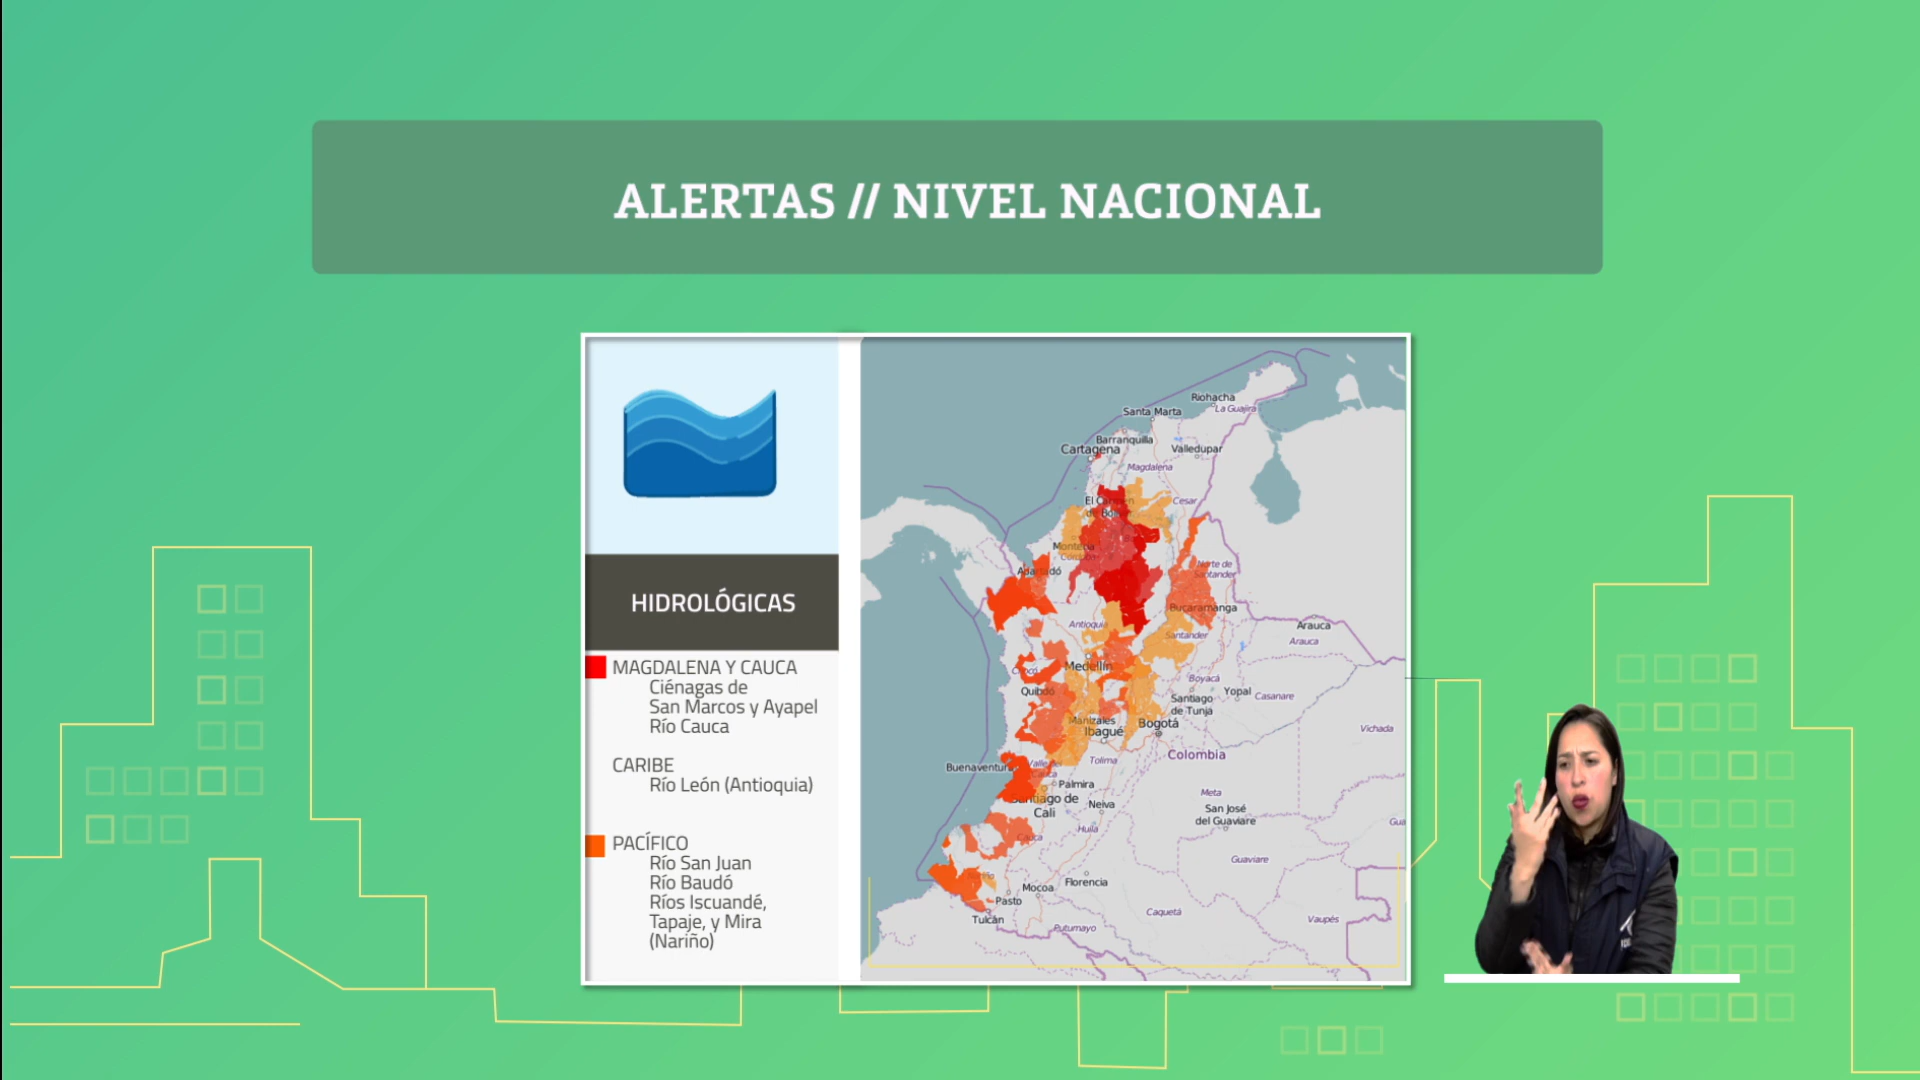 ALERTAS // NIVEL NACIONAL
HIDROLÓGICAS
MAGDALENA Y CAUCA
Ciénagas de
San Marcos y Ayapel
Río Cauca
CARIBE
Río León (Antioquia)
PACÍFICO
Río San Juan
Río Baudó
Ríos Iscuandé,
Tapaje, y Mira
(Nariño)
Riohacha
La Guajira
Santa Marta
Barranquilla
Cartagena
Valledupar
Magdalena
Cesar
Montería
Norte de
Santander
Bucaramanga
Antioquia
Santander
Arauca
Arauca
Medellín
Quibdó
Boyacá
Yopal
Casanare
Santiago
de Tunja
Manizales
Bogotá
Ibagué
Vichada
Colombia
Buenaventura
Tolima
Palmira
Meta
Santiago de
Cali
Neiva
San José
del Guaviare
Gua
Huila
Cauca
Guaviare
Florencia
Mocoa
Pasto
Caquetá
Tulcán
Putumayo
Vaupés